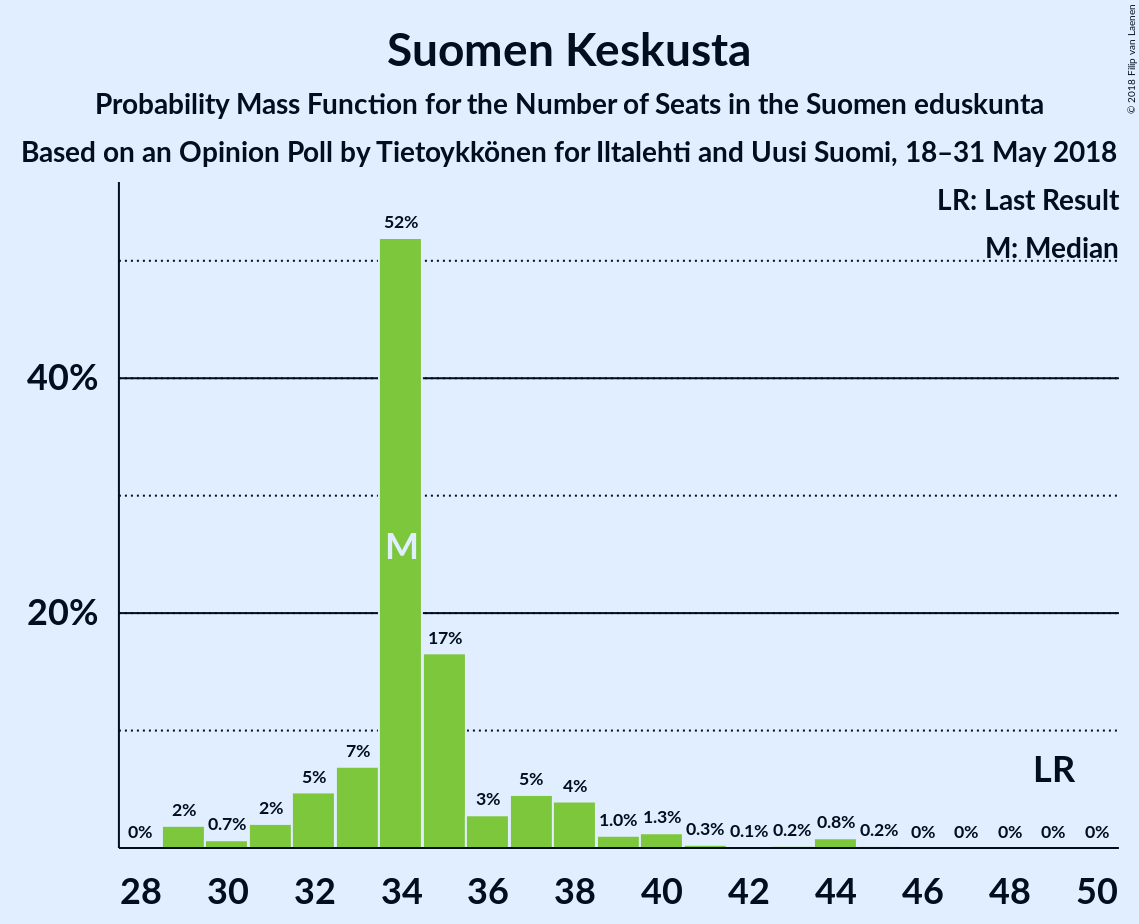 Suomen Keskusta
Probability Mass Function for the Number of Seats in the Suomen eduskunta
Based on an Opinion Poll by Tietoykkönen for Iltalehti and Uusi Suomi, 18–31 May 2018
© 2018 Filip van Laenen
LR: Last Result
M: Median
40%
20%
0%
2%
0.7%
2%
5%
7%
52%
M
17%
3%
5%
4%
1.0%
1.3%
0.3%
0.1%
0.2%
0.8%
0.2%
0%
0%
0%
0%
0%
LR
28 30 32 34 36 38 40 42 44 46 48 50